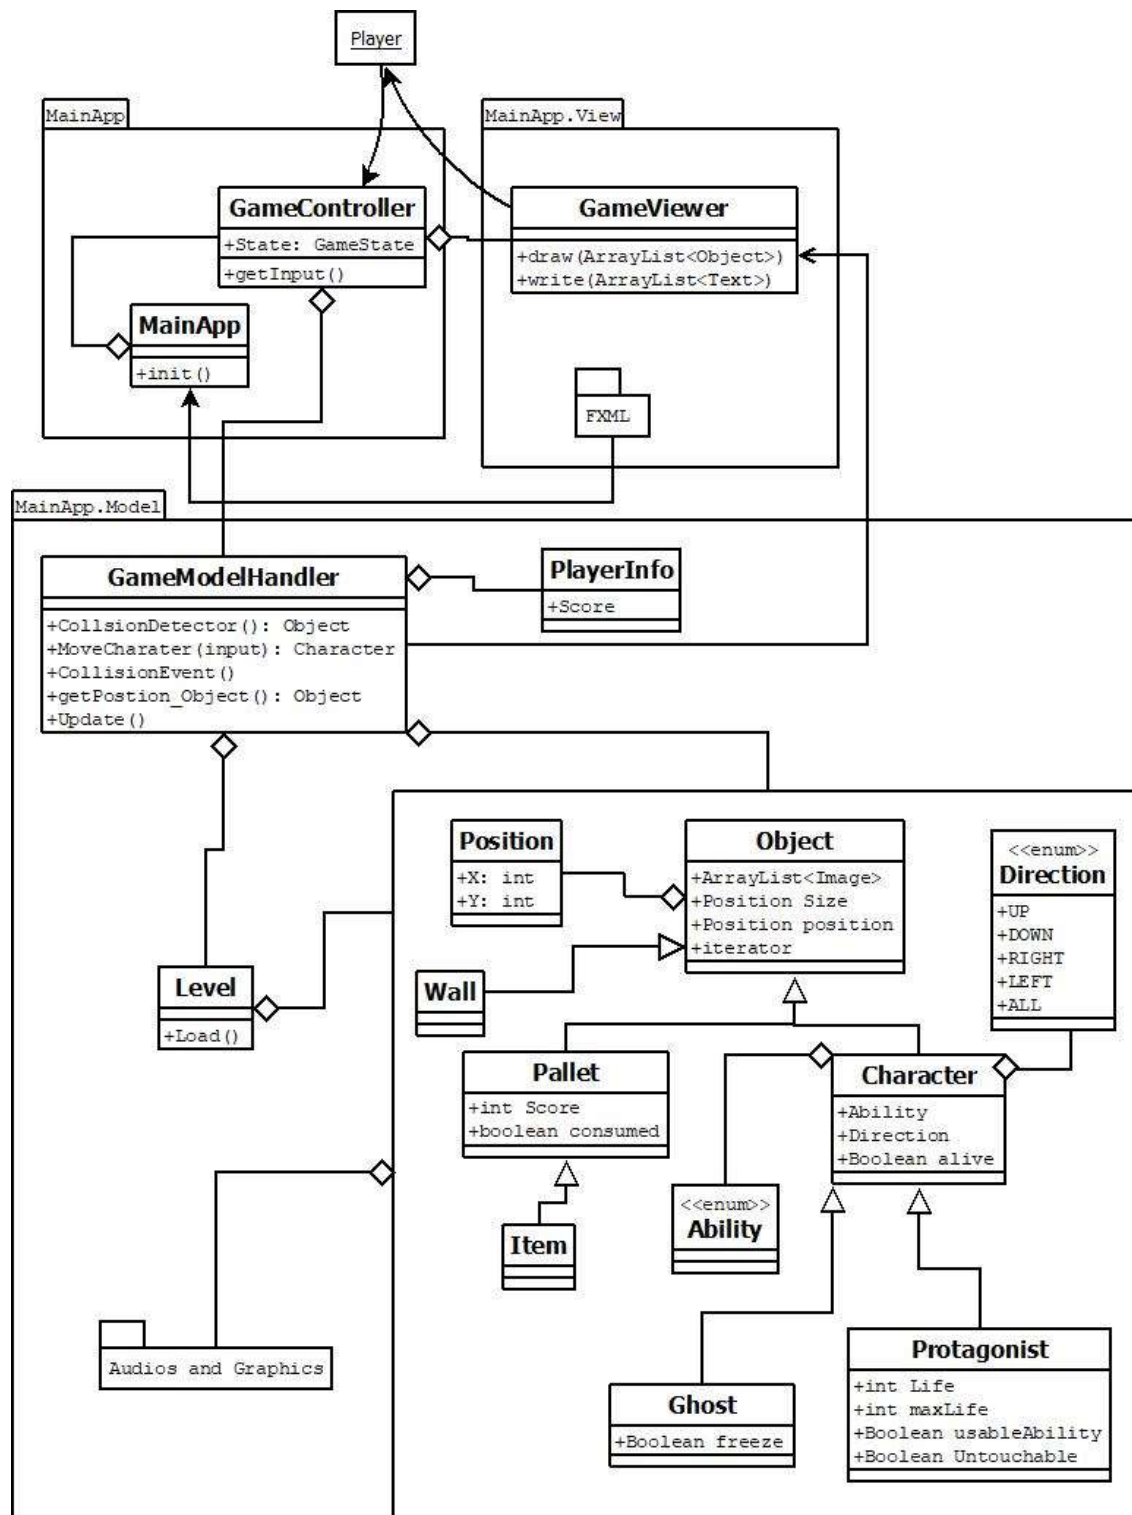 Player
MainApp
MainApp.View
GameController
+State: GameState
+getInput()
GameViewer
+draw(ArrayList<Object>)
+write(ArrayList<Text>)
MainApp
+init()
FXML
MainApp.Model
GameModelHandler
+CollsionDetector(): Object
+MoveCharater(input): Character
+CollisionEvent()
+getPostion_Object(): Object
+Update()
PlayerInfo
+Score
Position
+X: int
+Y: int
Object
+ArrayList<Image>
+Position Size
+Position position
+iterator
<<enum>>
Direction
+UP
+DOWN
+RIGHT
+LEFT
+ALL
Level
+Load()
Wall
Pallet
+int Score
+boolean consumed
Character
+Ability
+Direction
+Boolean alive
<<enum>>
Ability
Item
Audios and Graphics
Ghost
+Boolean freeze
Protagonist
+int Life
+int maxLife
+Boolean usableAbility
+Boolean Untouchable